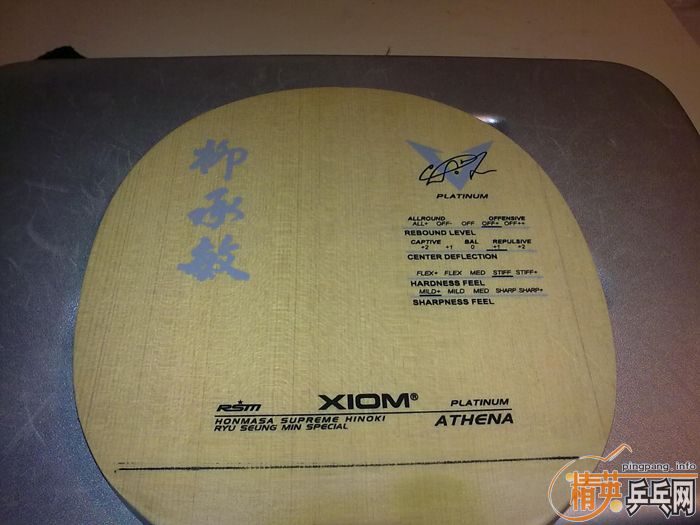 柳承敏
PLATINUM
ALLROUND OFFENSIVE
ALL+ OFF- OFF OFF+ OFF++
REBOUND LEVEL
CAPTIVE BAL REPULSIVE
+2 +1 0 +1 +2
CENTER DEFLECTION
FLEX+ FLEX MED STIFF STIFF+
HARDNESS FEEL
MILD+ MILD MED SHARP SHARP+
SHARPNESS FEEL
RSM XIOM® PLATINUM
HONMASA SUPREME HINOKI ATHENA
RYU SEUNG MIN SPECIAL
pingpang.info
精英乒乓网